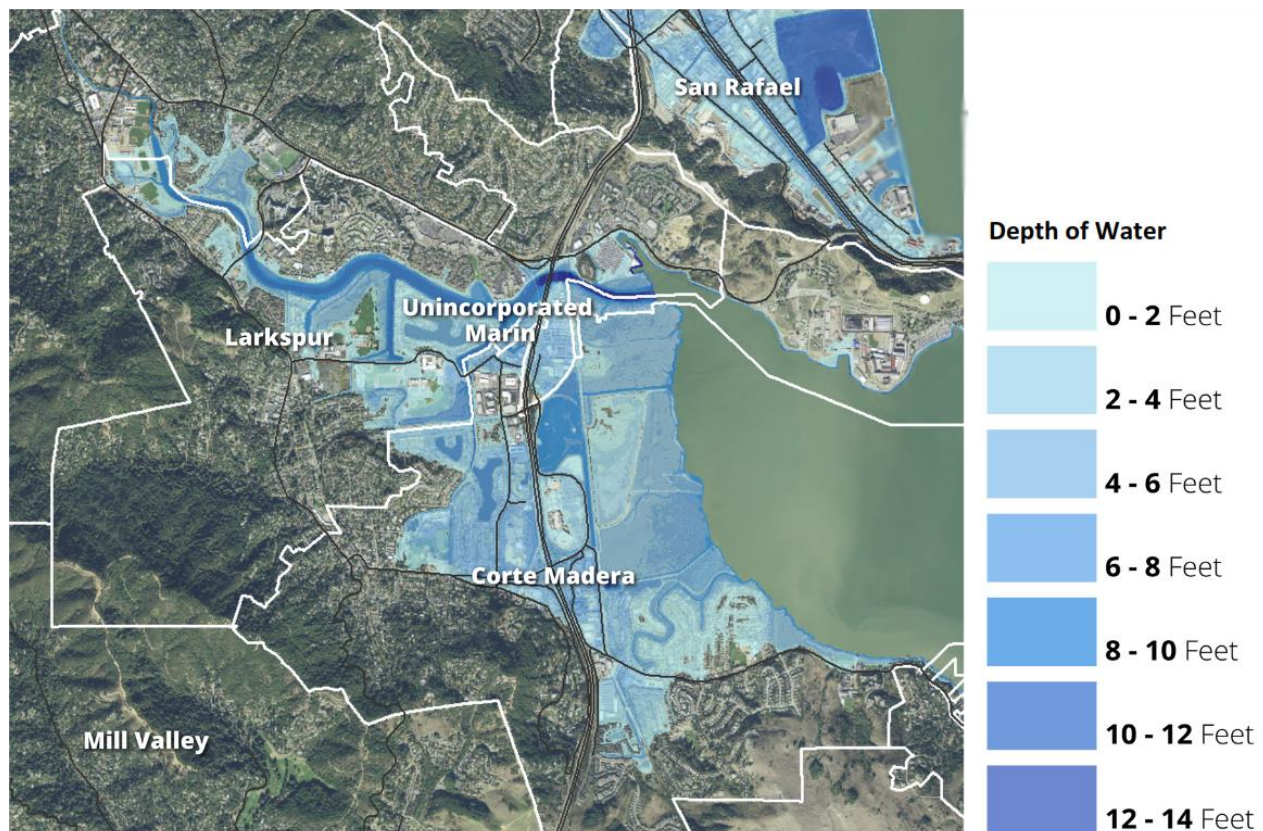 San Rafael
Unincorporated
Marin
Larkspur
Corte Madera
Mill Valley
Depth of Water
0 - 2 Feet
2 - 4 Feet
4 - 6 Feet
6 - 8 Feet
8 - 10 Feet
10 - 12 Feet
12 - 14 Feet